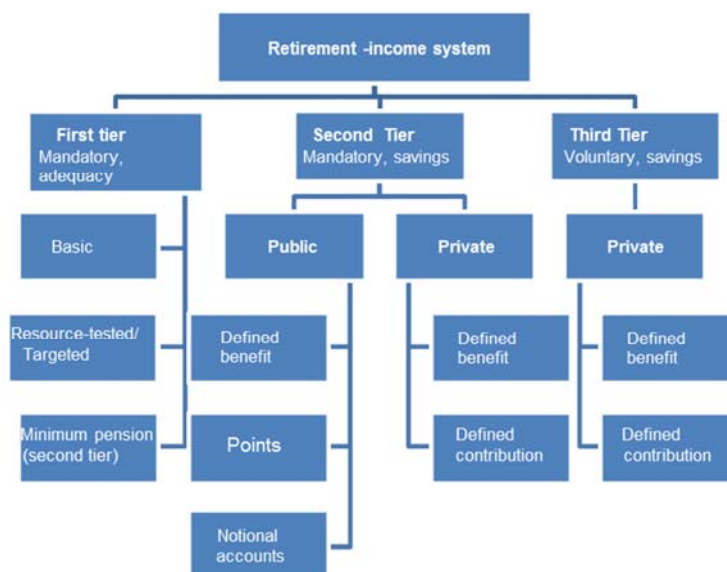 Retirement -income system
First tier
Mandatory,
adequacy
Second Tier
Mandatory, savings
Third Tier
Voluntary, savings
Basic
Public
Private
Private
Resource-tested/
Targeted
Defined
benefit
Defined
benefit
Defined
benefit
Minimum pension
(second tier)
Points
Defined
contribution
Defined
contribution
Notional
accounts